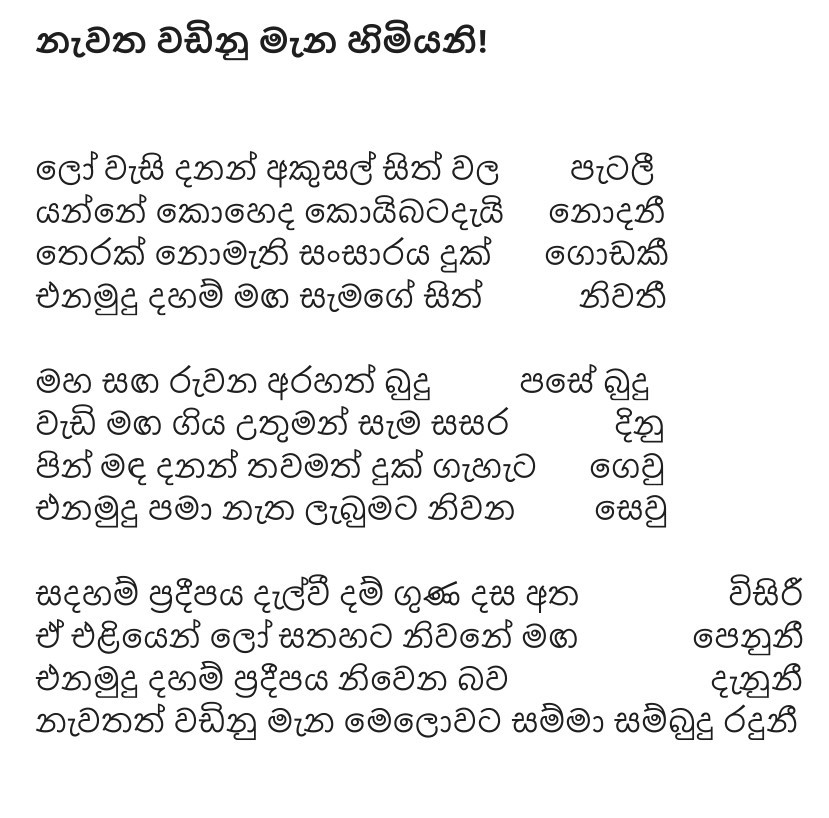 නැවත වඩිනු මැන හිමියනි!
ලෝ වැසි දනන් අකුසල් සිත් වල පැටලී
යන්නේ කොහෙද කොයිබටදැයි නොදනී
තෙරක් නොමැති සංසාරය දුක් ගොඩකී
එනමුදු දහම් මඟ සැමගේ සිත් නිවතී
මහ සඟ රුවන අරහත් බුදු පසේ බුදු
වැඩි මඟ ගිය උතුමන් සැම සසර දිනු
පින් මඳ දනන් තවමත් දුක් ගැහැට ගෙවු
එනමුදු පමා නැත ලැබුමට නිවන සෙවු
සදහම් ප්‍රදීපය දැල්වී දම් ගුණ දස අත විසිරී
ඒ එළියෙන් ලෝ සතහට නිවනේ මඟ පෙනුනී
එනමුදු දහම් ප්‍රදීපය නිවෙන බව දැනුනී
නැවතත් වඩිනු මැන මෙලොවට සම්මා සම්බුදු රදුනී